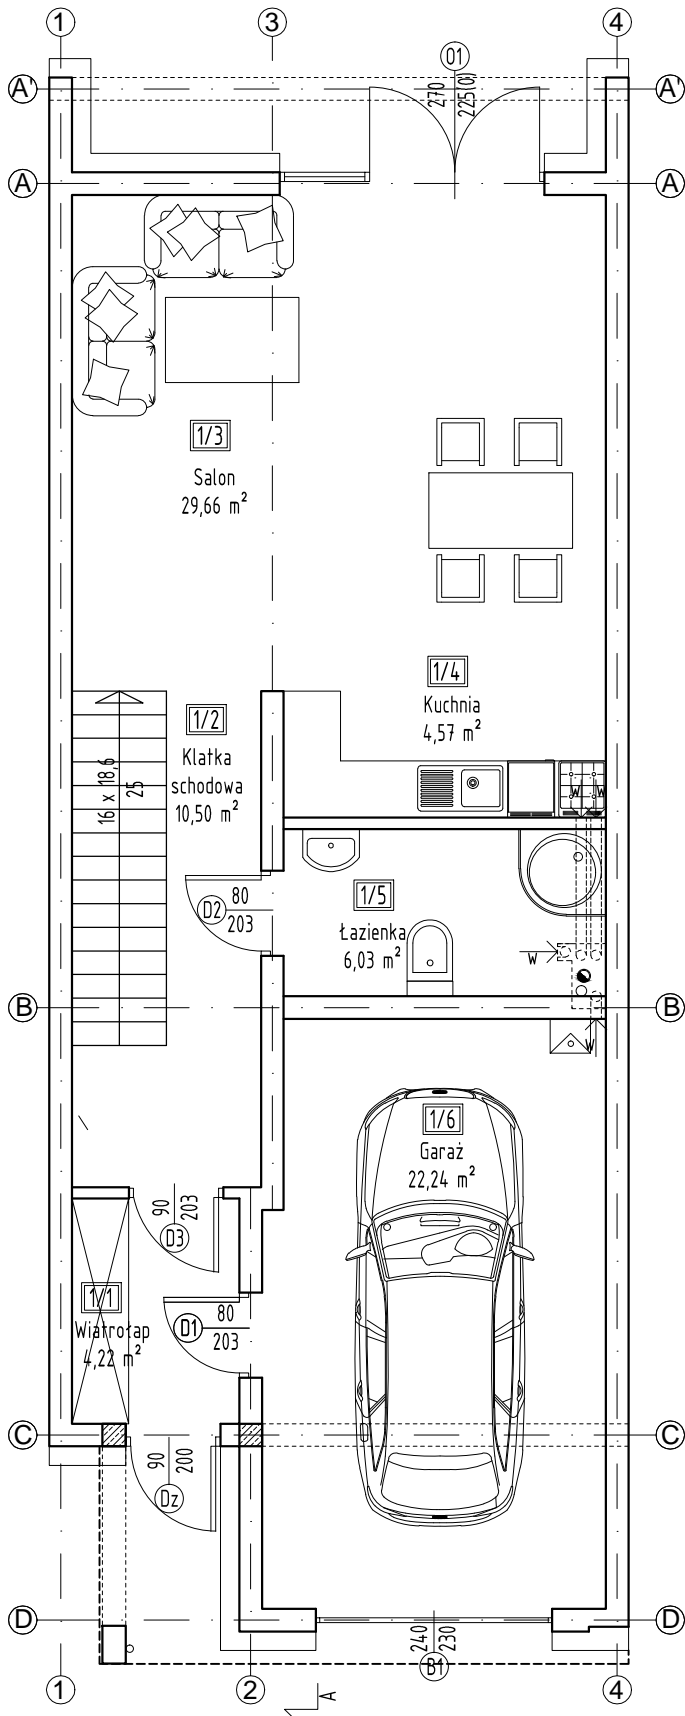 1
3
4
A'
O1
270
225(0)
A'
A
A
1/3
Salon
29,66 m²
1/4
Kuchnia
4,57 m²
1/2
Klatka
schodowa
10,50 m²
16 x 18,6
25
W
W
1/5
Łazienka
6,03 m²
D2
80
203
W
B
B
W
1/6
Garaż
22,24 m²
90
203
D3
1/1
Wiatrołap
4,22 m²
D1
80
203
C
C
90
200
Dz
D
D
240
230
B1
1
2
4
A